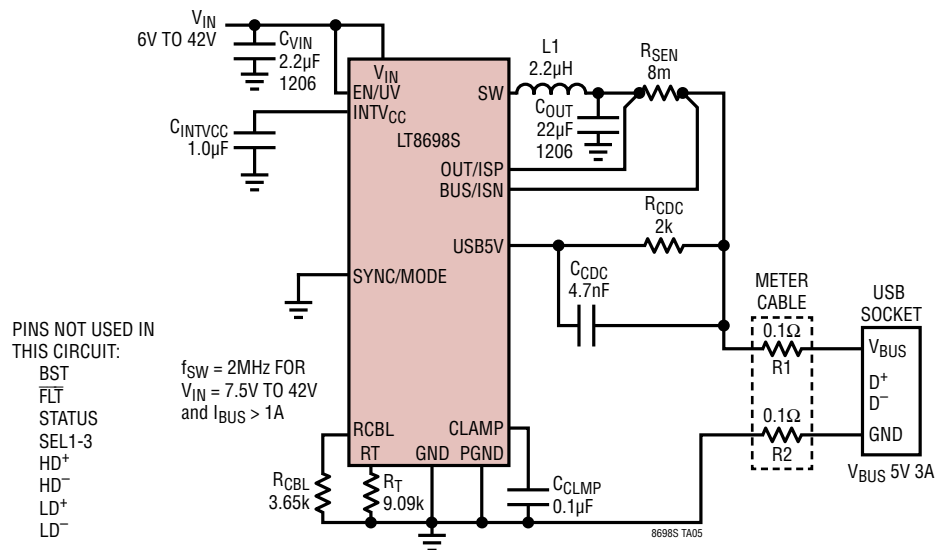 VIN
6V TO 42V
CVIN
2.2µF
1206
VIN
EN/UV
INTVCC
LT8698S
CINTVCC
1.0µF
SW
L1
2.2µH
RSEN
8m
COUT
22µF
1206
OUT/ISP
BUS/ISN
RCDC
2k
USB5V
CCDC
4.7nF
SYNC/MODE
METER
CABLE
0.1Ω
R1
0.1Ω
R2
USB
SOCKET
VBUS
D+
D–
GND
VBUS 5V 3A
PINS NOT USED IN
THIS CIRCUIT:
BST
F̅L̅T̅
STATUS
SEL1-3
HD+
HD–
LD+
LD–
fSW = 2MHz FOR
VIN = 7.5V TO 42V
and IBUS > 1A
RCBL
RT
GND
PGND
CLAMP
RCBL
3.65k
RT
9.09k
CCLMP
0.1µF
8698S TA05